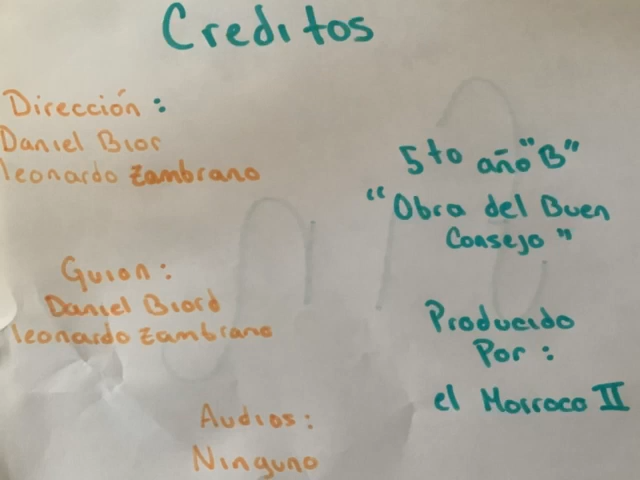 Creditos
Dirección:
Daniel Bior
leonardo Zambrano
Guion:
Daniel Biord
leonardo Zambrano
Audios:
Ninguno
5to año "B"
"Obra del Buen
Consejo"
Producido
Por:
el Morroco II